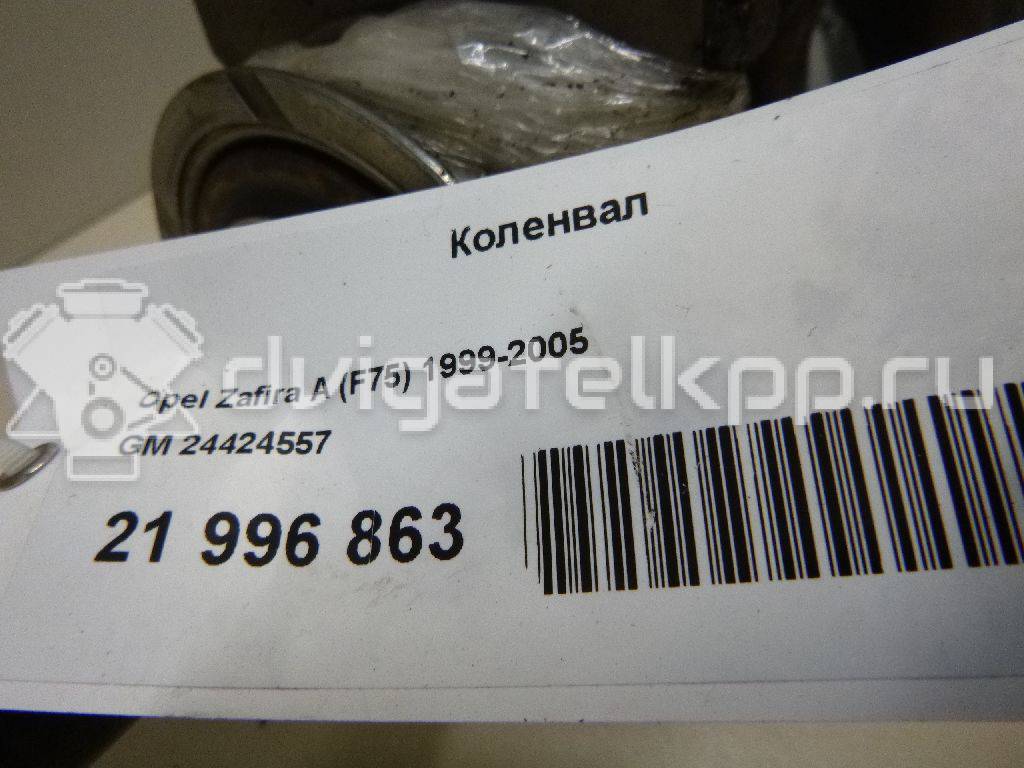 Коленвал
Opel Zafira A (F75) 1999-2005
GM 24424557
21 996 863
dvigatelkpp.ru